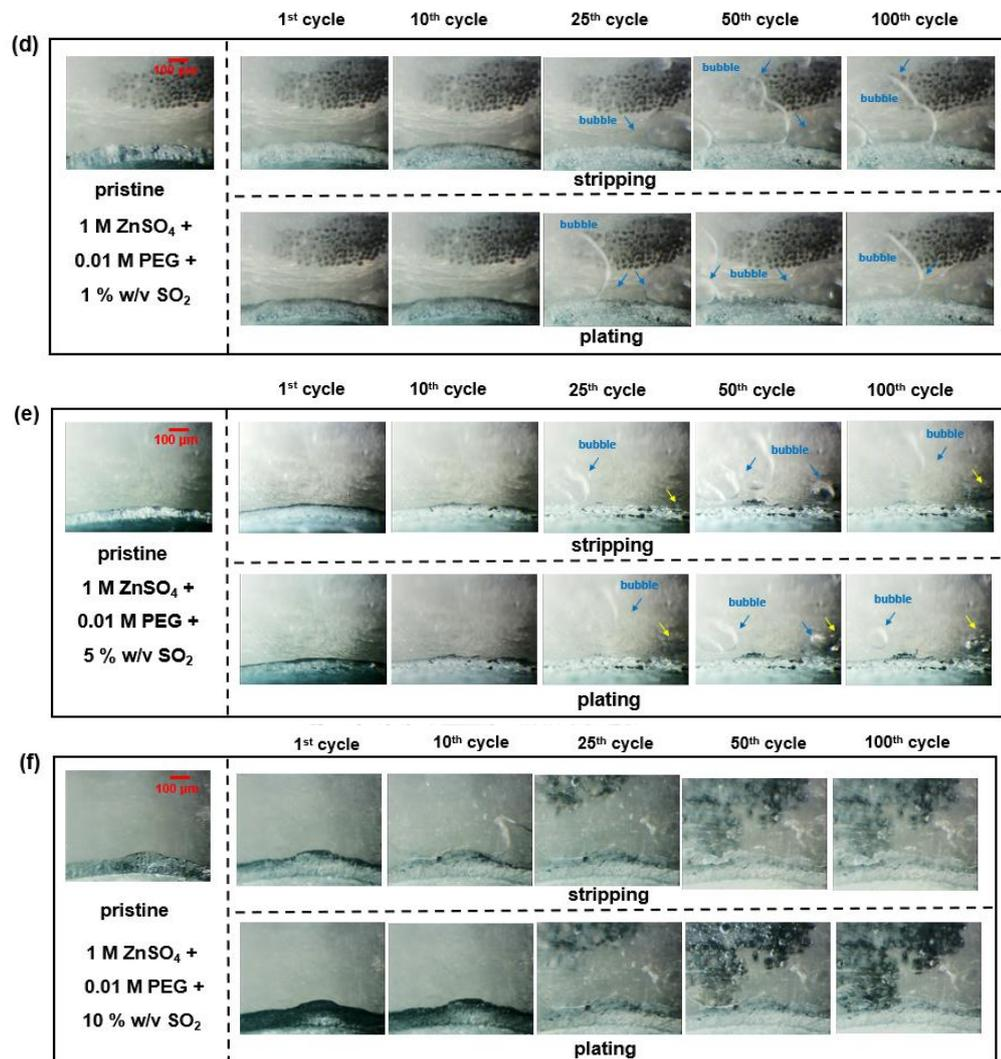 1st cycle 10th cycle 25th cycle 50th cycle 100th cycle
(d)
100 µm
bubble
bubble
bubble
bubble
stripping
pristine
1 M ZnSO4 +
0.01 M PEG +
1 % w/v SO2
bubble
bubble
bubble
plating
1st cycle 10th cycle 25th cycle 50th cycle 100th cycle
(e)
100 µm
bubble
bubble
bubble
stripping
pristine
1 M ZnSO4 +
0.01 M PEG +
5 % w/v SO2
bubble
bubble
bubble
plating
1st cycle 10th cycle 25th cycle 50th cycle 100th cycle
(f)
100 µm
stripping
pristine
1 M ZnSO4 +
0.01 M PEG +
10 % w/v SO2
plating